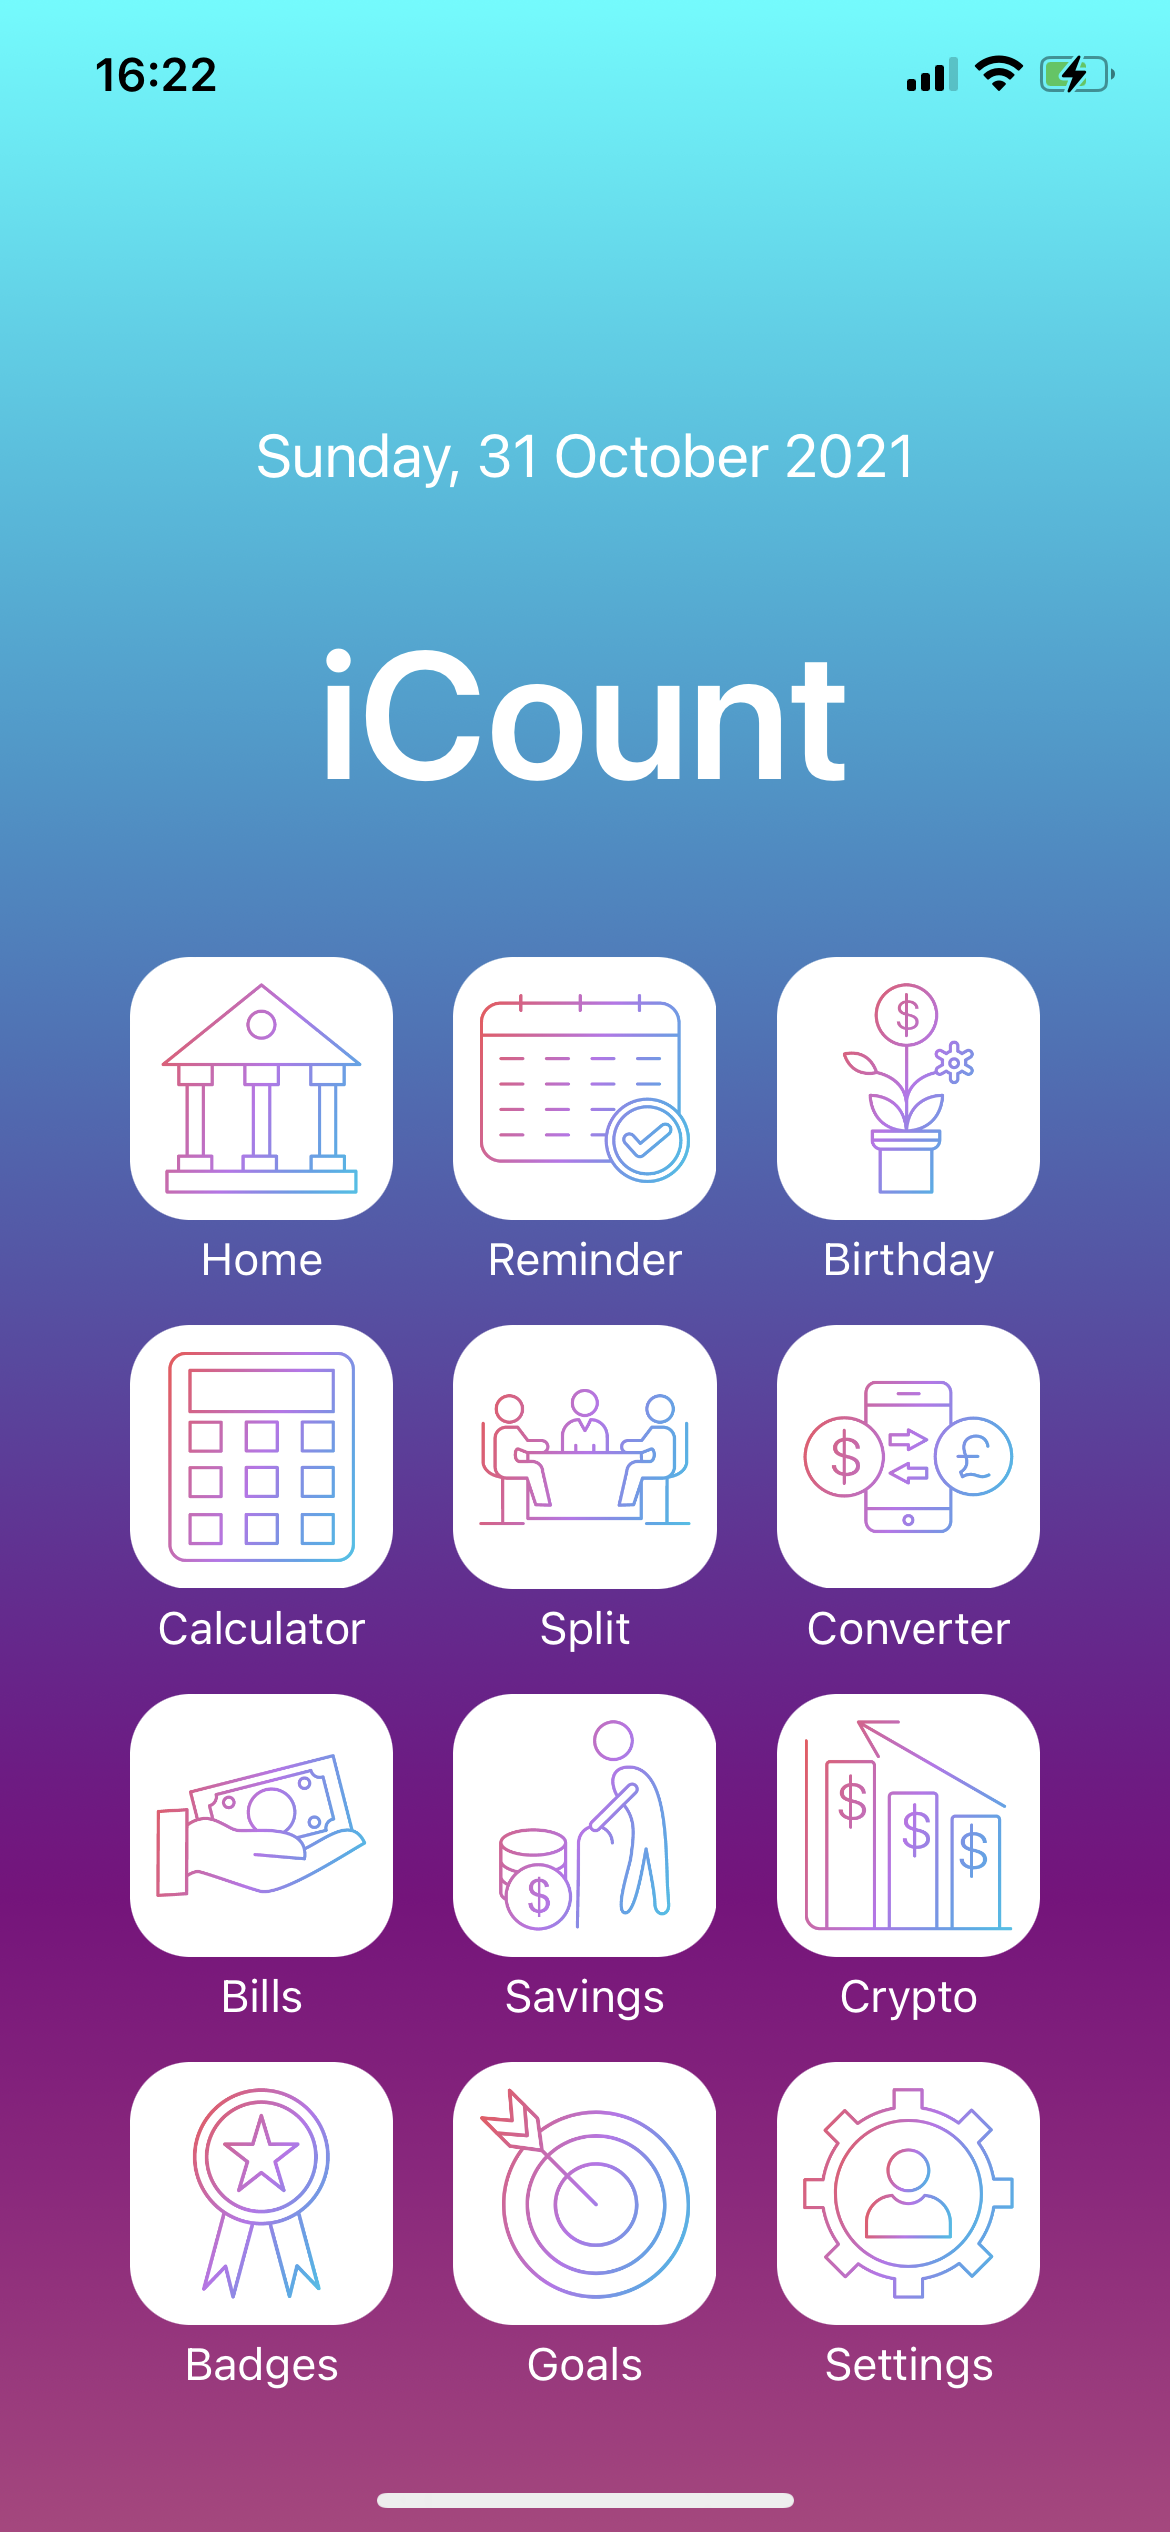 16:22
Sunday, 31 October 2021
iCount
$
Home Reminder Birthday
$ £
Calculator Split Converter
$ $ $
$
Bills Savings Crypto
Badges Goals Settings